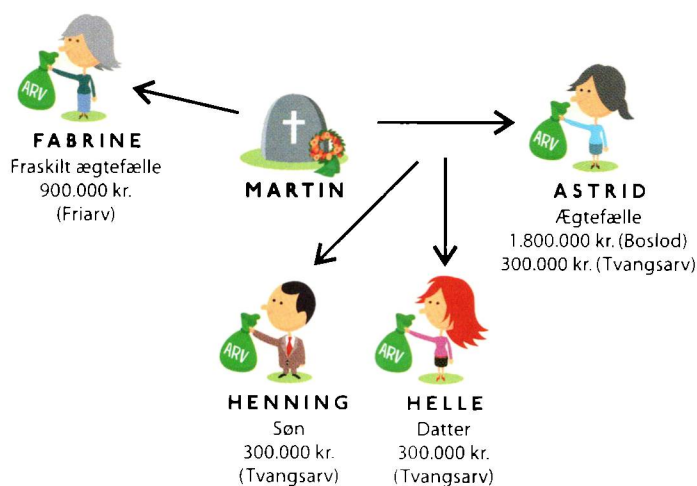 ARV
FABRINE
Fraskilt ægtefælle
900.000 kr.
(Friarv)
MARTIN
ARV
ASTRID
Ægtefælle
1.800.000 kr. (Boslod)
300.000 kr. (Tvangsarv)
ARV
HENNING
Søn
300.000 kr.
(Tvangsarv)
ARV
HELLE
Datter
300.000 kr.
(Tvangsarv)